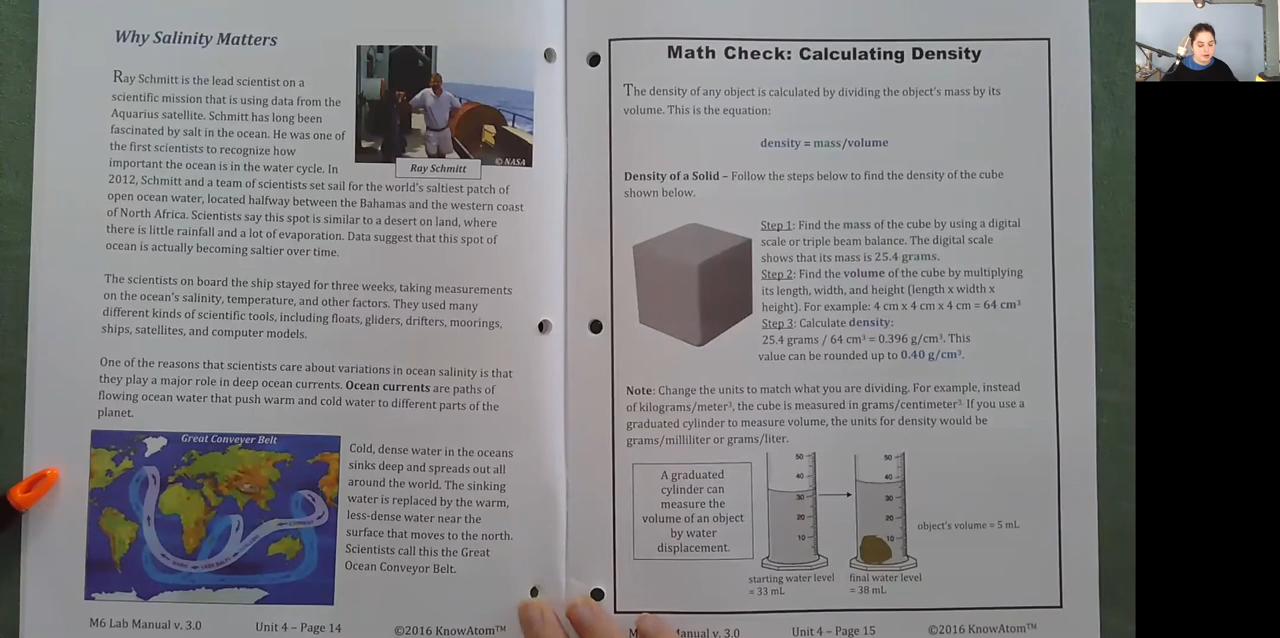 Why Salinity Matters
Ray Schmitt is the lead scientist on a
scientific mission that is using data from the
Aquarius satellite. Schmitt has long been
fascinated by salt in the ocean. He was one of
the first scientists to recognize how
important the ocean is in the water cycle. In
2012, Schmitt and a team of scientists set sail for the world's saltiest patch of
open ocean water, located halfway between the Bahamas and the western coast
of North Africa. Scientists say this spot is similar to a desert on land, where
there is little rainfall and a lot of evaporation. Data suggest that this spot of
ocean is actually becoming saltier over time.
© NASA
Ray Schmitt
The scientists on board the ship stayed for three weeks, taking measurements
on the ocean's salinity, temperature, and other factors. They used many
different kinds of scientific tools, including floats, gliders, drifters, moorings,
ships, satellites, and computer models.
One of the reasons that scientists care about variations in ocean salinity is that
they play a major role in deep ocean currents. Ocean currents are paths of
flowing ocean water that push warm and cold water to different parts of the
planet.
Great Conveyer Belt
Cold, dense water in the oceans
sinks deep and spreads out all
around the world. The sinking
water is replaced by the warm,
less-dense water near the
surface that moves to the north.
Scientists call this the Great
Ocean Conveyor Belt.
M6 Lab Manual v. 3.0 Unit 4 – Page 14 ©2016 KnowAtom™
Math Check: Calculating Density
The density of any object is calculated by dividing the object's mass by its
volume. This is the equation:
density = mass/volume
Density of a Solid – Follow the steps below to find the density of the cube
shown below.
Step 1: Find the mass of the cube by using a digital
scale or triple beam balance. The digital scale
shows that its mass is 25.4 grams.
Step 2: Find the volume of the cube by multiplying
its length, width, and height (length x width x
height). For example: 4 cm x 4 cm x 4 cm = 64 cm³
Step 3: Calculate density:
25.4 grams / 64 cm³ = 0.396 g/cm³. This
value can be rounded up to 0.40 g/cm³.
Note: Change the units to match what you are dividing. For example, instead
of kilograms/meter³, the cube is measured in grams/centimeter³. If you use a
graduated cylinder to measure volume, the units for density would be
grams/milliliter or grams/liter.
A graduated
cylinder can
measure the
volume of an object
by water
displacement.
50
40
30
20
10
50
40
30
20
10
object's volume = 5 mL
starting water level
= 33 mL
final water level
= 38 mL
Manual v. 3.0 Unit 4 – Page 15 ©2016 KnowAtom™